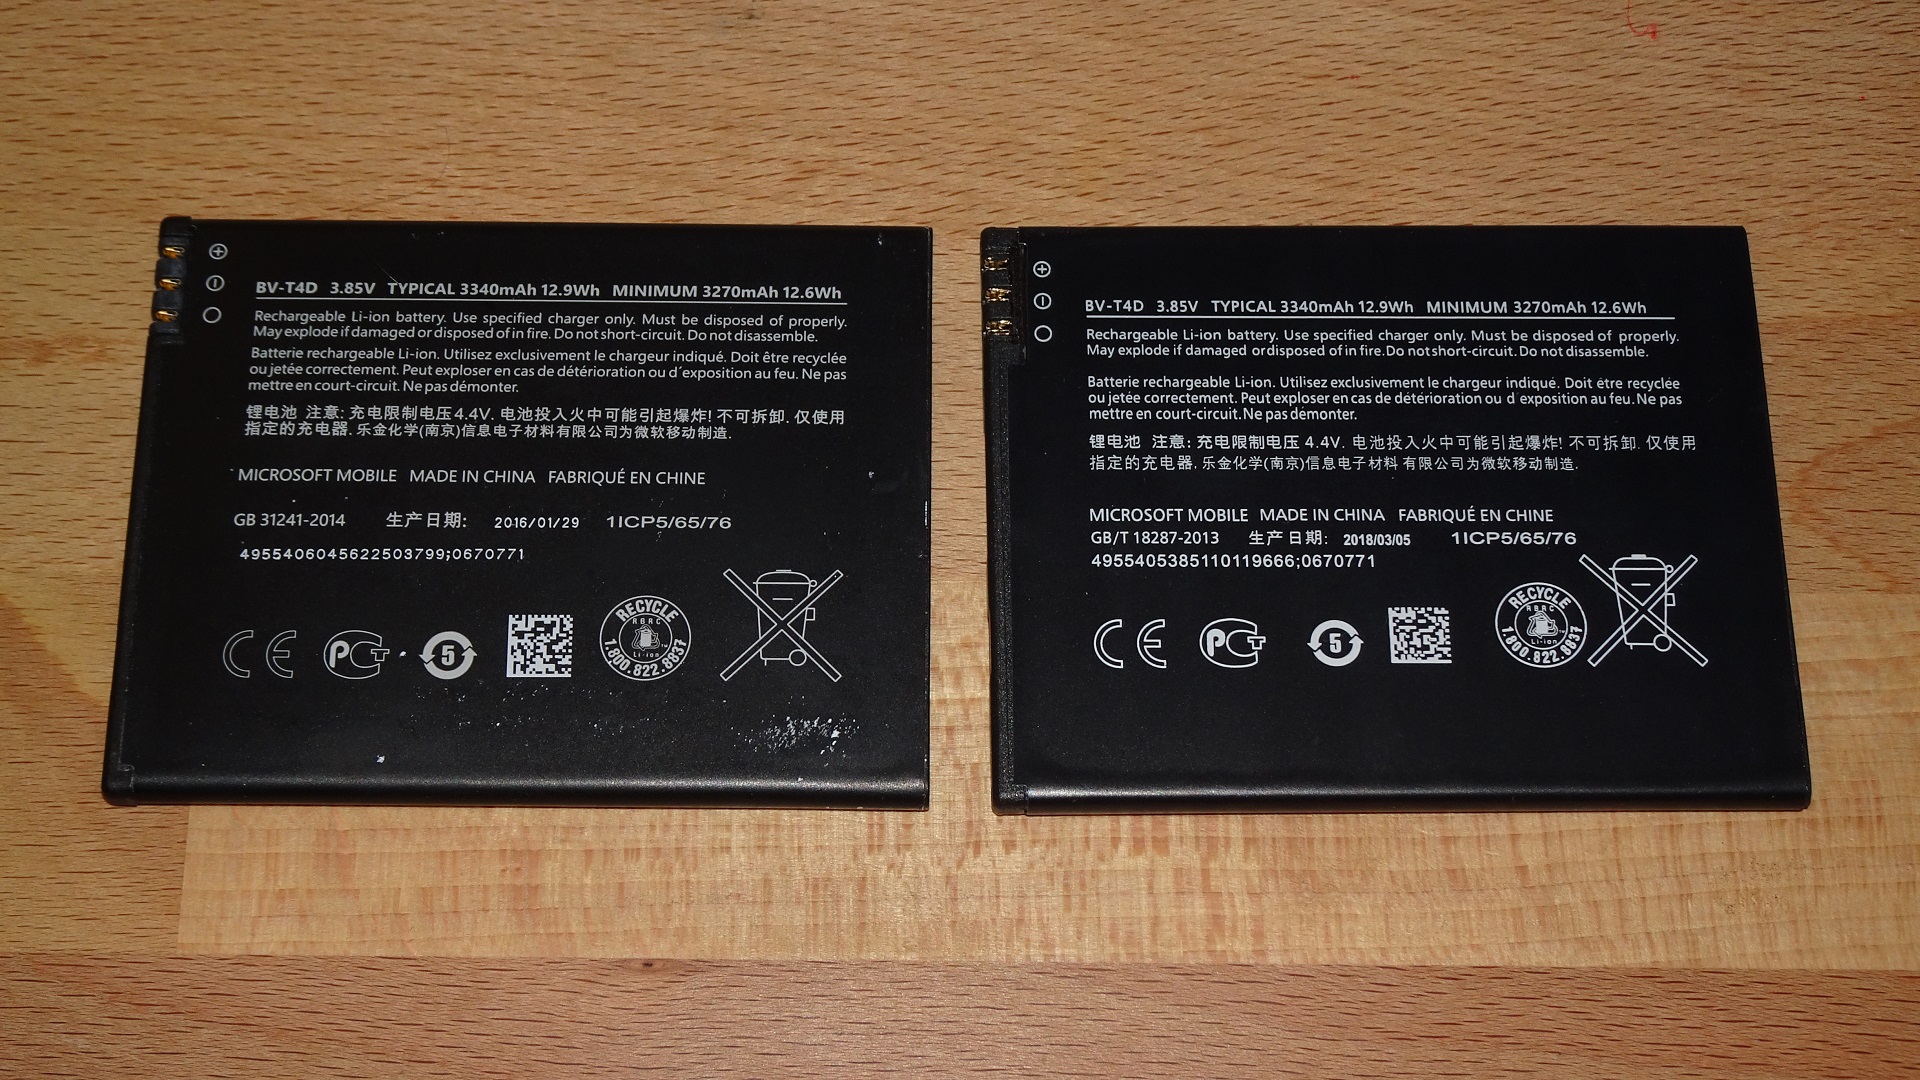 BV-T4D 3.85V TYPICAL 3340mAh 12.9Wh MINIMUM 3270mAh 12.6Wh
Rechargeable Li-ion battery. Use specified charger only. Must be disposed of properly.
May explode if damaged or disposed of in fire. Do not short-circuit. Do not disassemble.
Batterie rechargeable Li-ion. Utilisez exclusivement le chargeur indiqué. Doit être recyclée
ou jetée correctement. Peut exploser en cas de détérioration ou d´exposition au feu. Ne pas
mettre en court-circuit. Ne pas démonter.
锂电池 注意: 充电限制电压4.4V. 电池投入火中可能引起爆炸! 不可拆卸. 仅使用
指定的充电器. 乐金化学(南京)信息电子材料有限公司为微软移动制造.
MICROSOFT MOBILE MADE IN CHINA FABRIQUÉ EN CHINE
GB 31241-2014 生产日期: 2016/01/29 1ICP5/65/76
4955406045622503799;0670771
CE PCT 5 RECYCLE RBRC Li-ion 1.800.822.8837
BV-T4D 3.85V TYPICAL 3340mAh 12.9Wh MINIMUM 3270mAh 12.6Wh
Rechargeable Li-ion battery. Use specified charger only. Must be disposed of properly.
May explode if damaged or disposed of in fire. Do not short-circuit. Do not disassemble.
Batterie rechargeable Li-ion. Utilisez exclusivement le chargeur indiqué. Doit être recyclée
ou jetée correctement. Peut exploser en cas de détérioration ou d exposition au feu. Ne pas
mettre en court-circuit. Ne pas démonter.
锂电池 注意: 充电限制电压 4.4V. 电池投入火中可能引起爆炸! 不可拆卸. 仅使用
指定的充电器. 乐金化学(南京)信息电子材料 有限公司为微软移动制造.
MICROSOFT MOBILE MADE IN CHINA FABRIQUÉ EN CHINE
GB/T 18287-2013 生产日期: 2018/03/05 1ICP5/65/76
4955405385110119666;0670771
CE PCT 5 RECYCLE RBRC Li-ion 1.800.822.8837